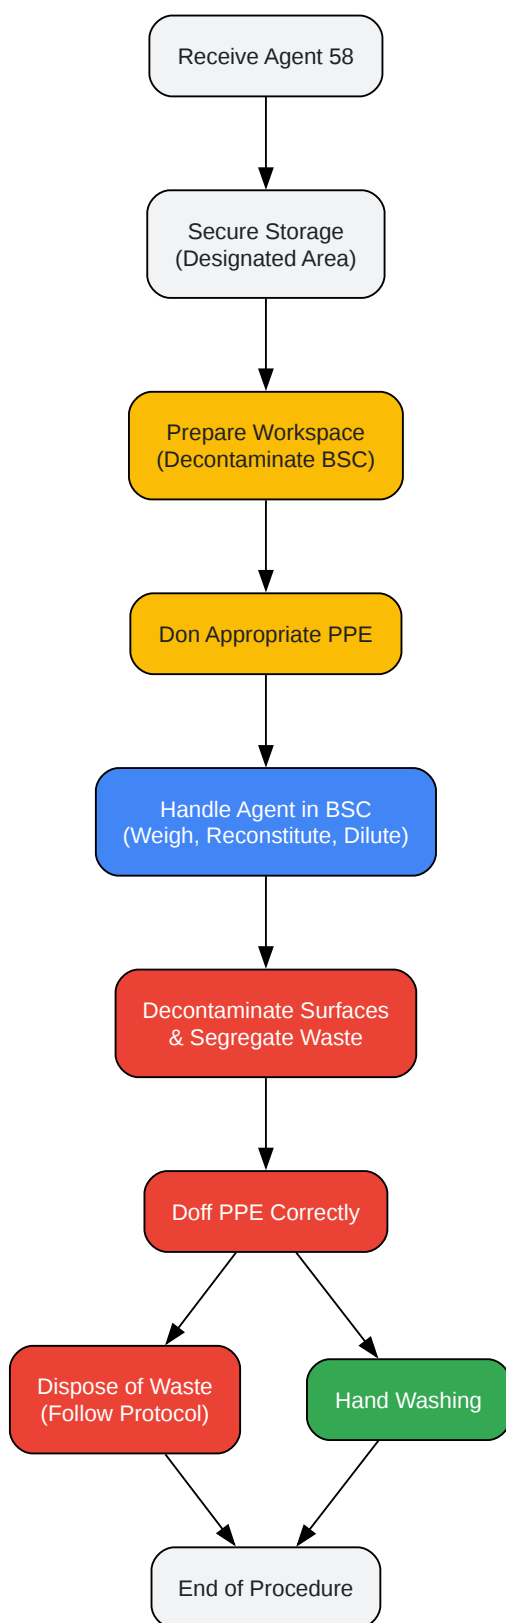 Receive Agent 58
Secure Storage
(Designated Area)
Prepare Workspace
(Decontaminate BSC)
Don Appropriate PPE
Handle Agent in BSC
(Weigh, Reconstitute, Dilute)
Decontaminate Surfaces
& Segregate Waste
Doff PPE Correctly
Dispose of Waste
(Follow Protocol)
Hand Washing
End of Procedure